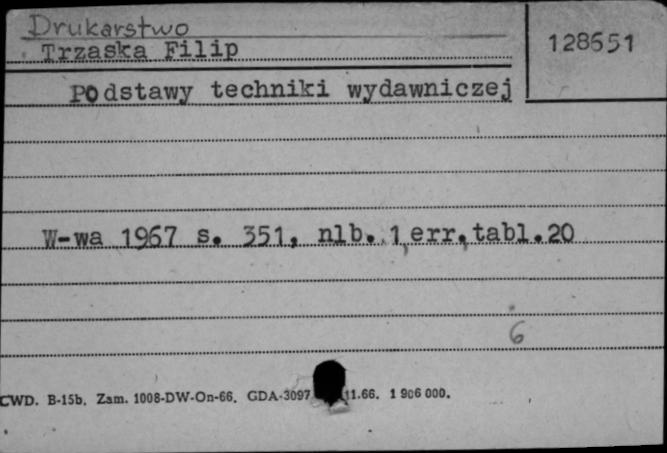 Drukarstwo
Trzaska Filip
128651
Podstawy techniki wydawniczej
W-wa 1967 s. 351, nlb. 1, err., tabl. 20
6
CWD. B-15b. Zam. 1008-DW-On-66. GDA-3097 11.66. 1 906 000.